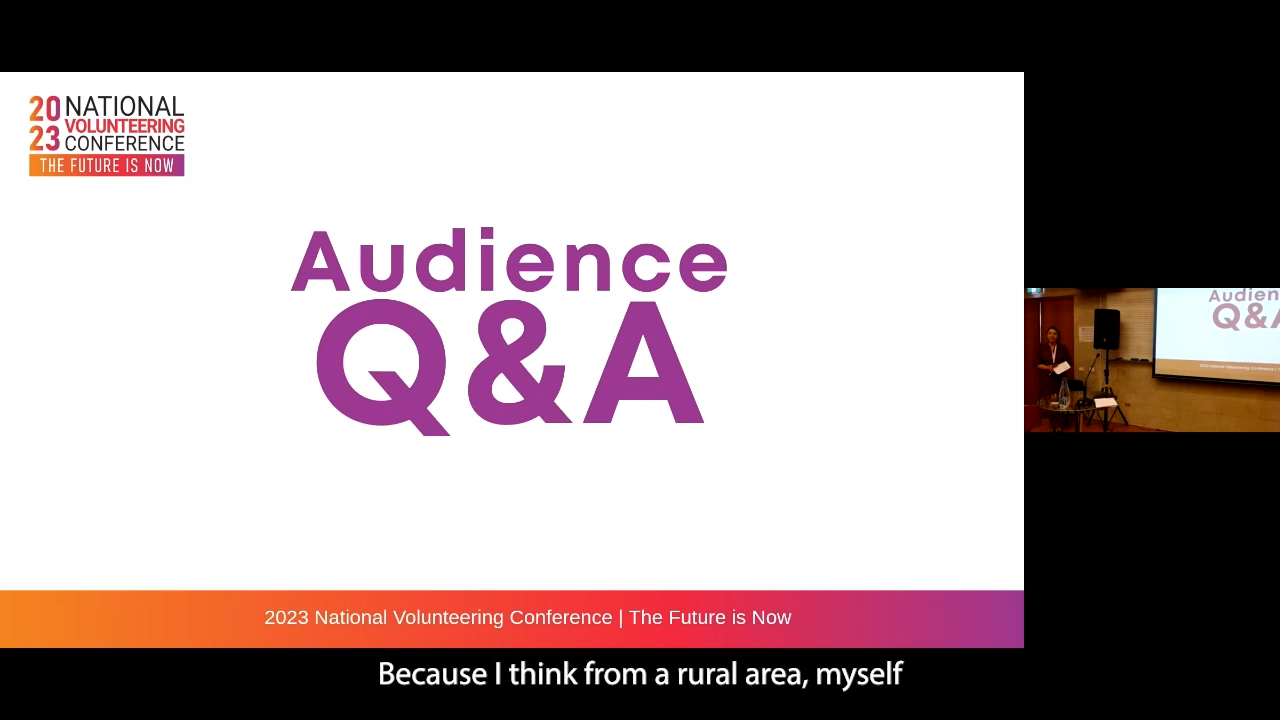 20 NATIONAL
VOLUNTEERING
23 CONFERENCE
THE FUTURE IS NOW
Audience
Q&A
2023 National Volunteering Conference | The Future is Now
Audien
Q&A
Because I think from a rural area, myself